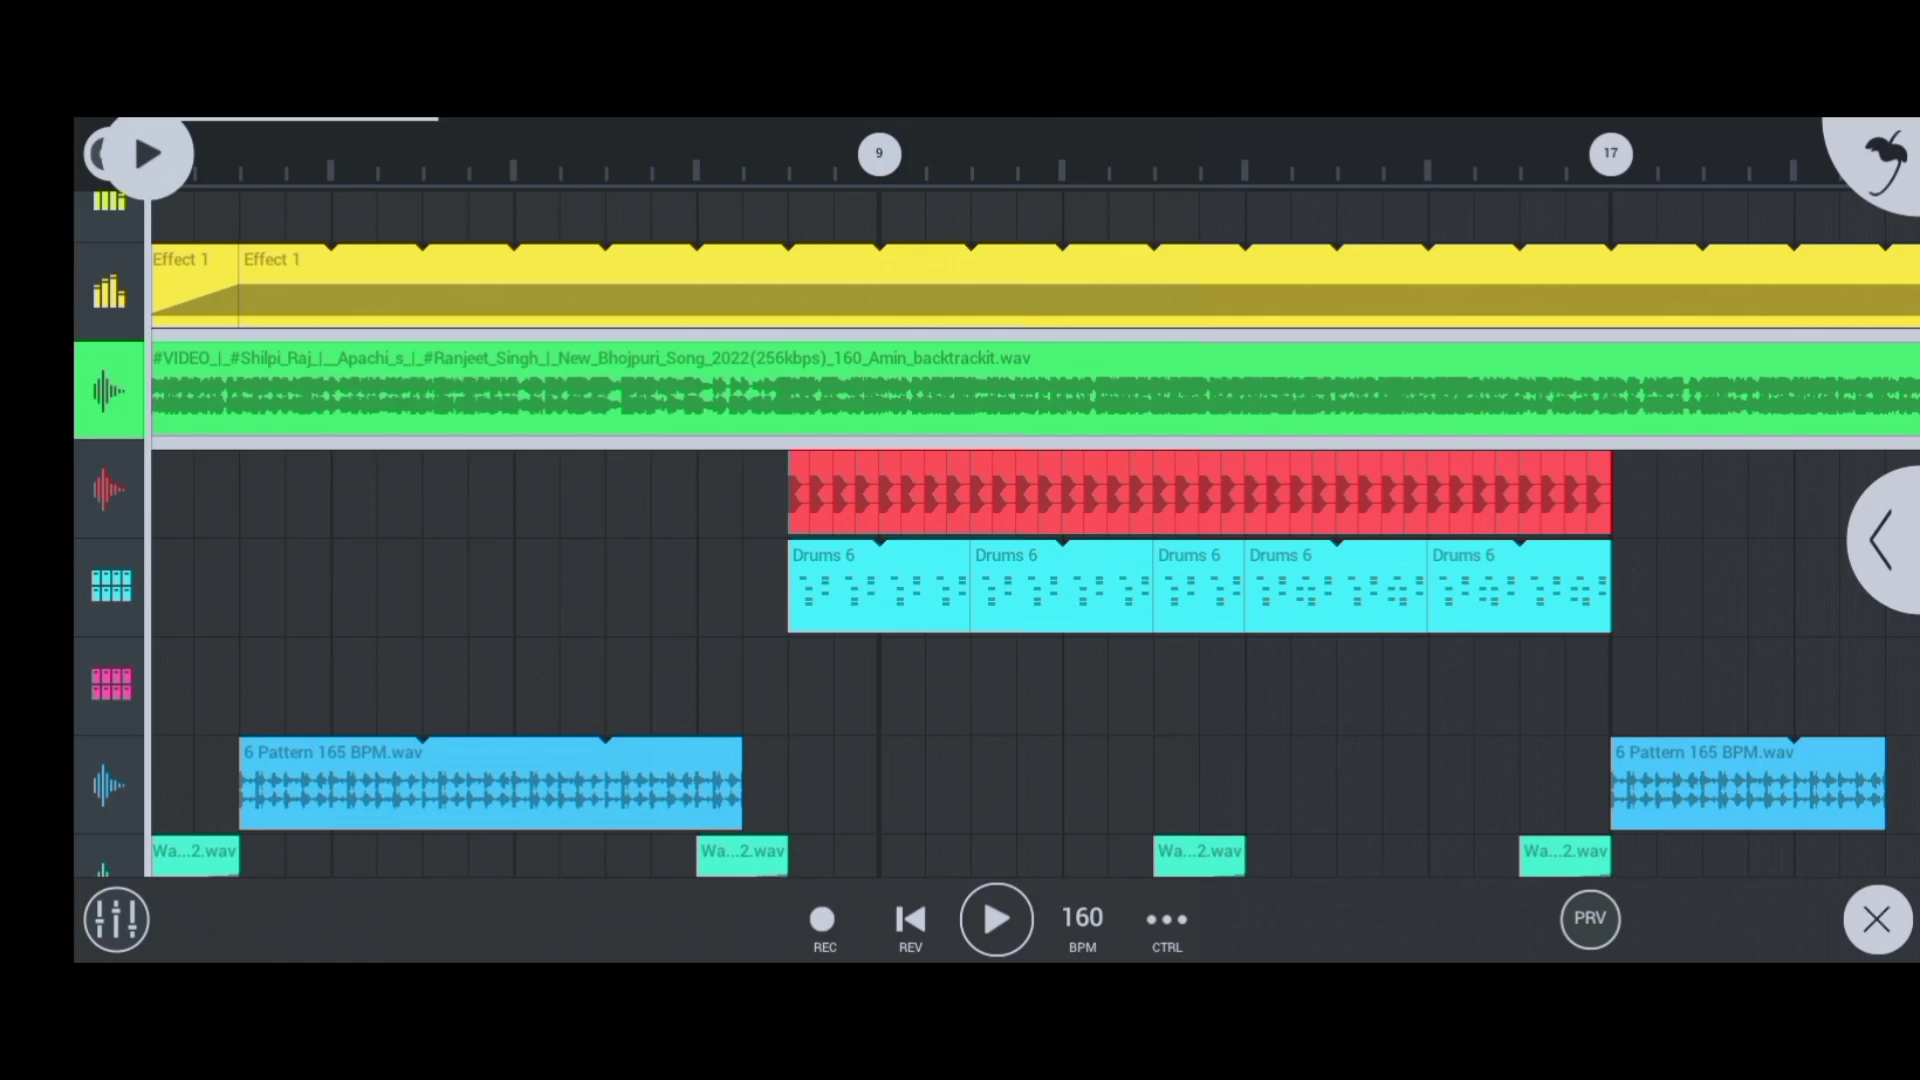 9
17
Effect 1
Effect 1
#VIDEO_|_#Shilpi_Raj_|__Apachi_s_|_#Ranjeet_Singh_|_New_Bhojpuri_Song_2022(256kbps)_160_Amin_backtrackit.wav
Drums 6
Drums 6
Drums 6
Drums 6
Drums 6
6 Pattern 165 BPM.wav
6 Pattern 165 BPM.wav
Wa...2.wav
Wa...2.wav
Wa...2.wav
Wa...2.wav
160
PRV
REC
REV
BPM
CTRL